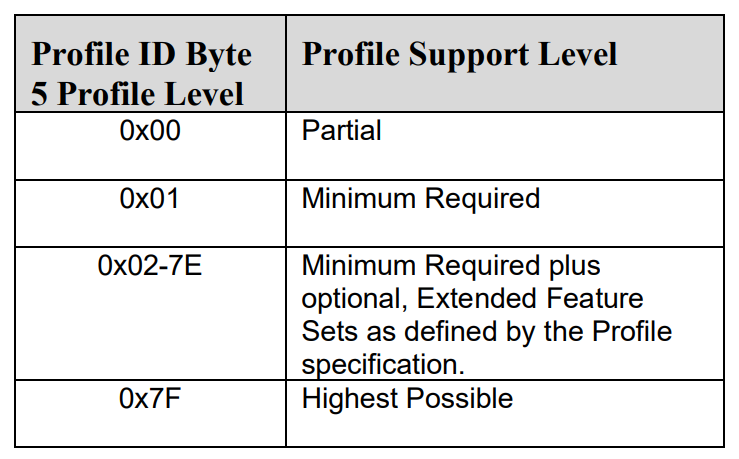 Profile ID Byte
5 Profile Level
Profile Support Level
0x00
Partial
0x01
Minimum Required
0x02-7E
Minimum Required plus
optional, Extended Feature
Sets as defined by the Profile
specification.
0x7F
Highest Possible